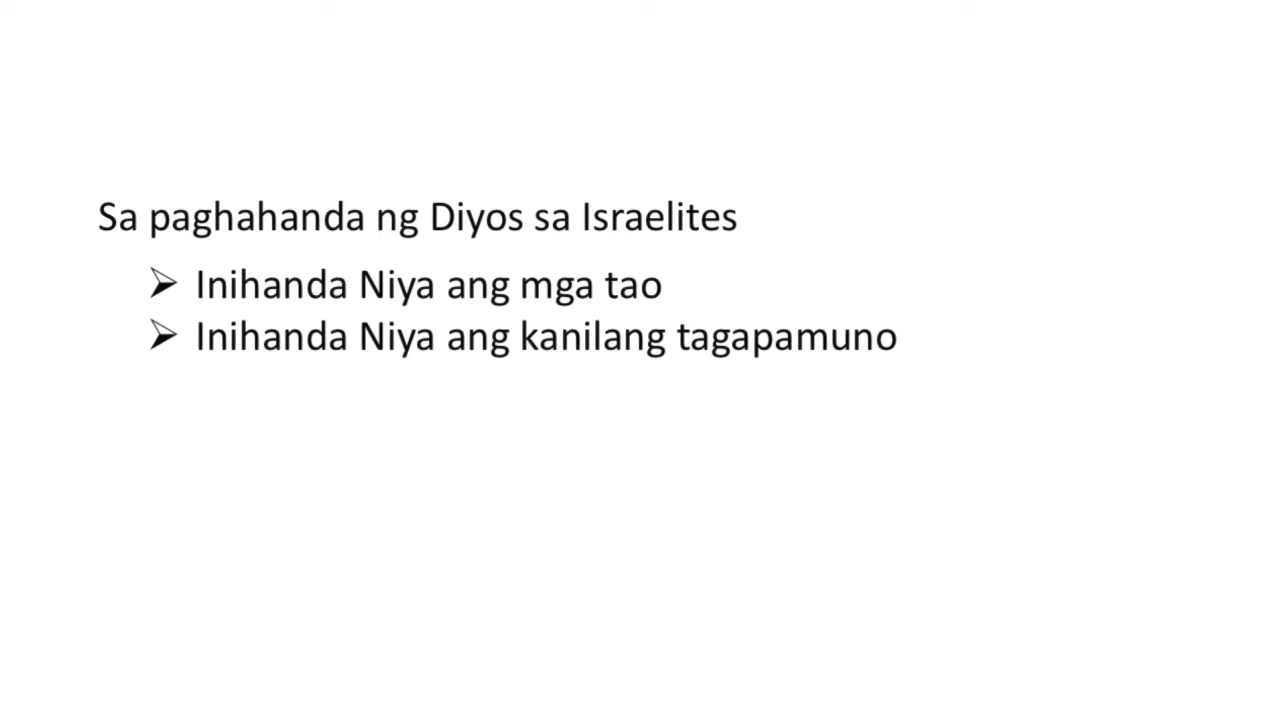 Sa paghahanda ng Diyos sa Israelites
➢ Inihanda Niya ang mga tao
➢ Inihanda Niya ang kanilang tagapamuno